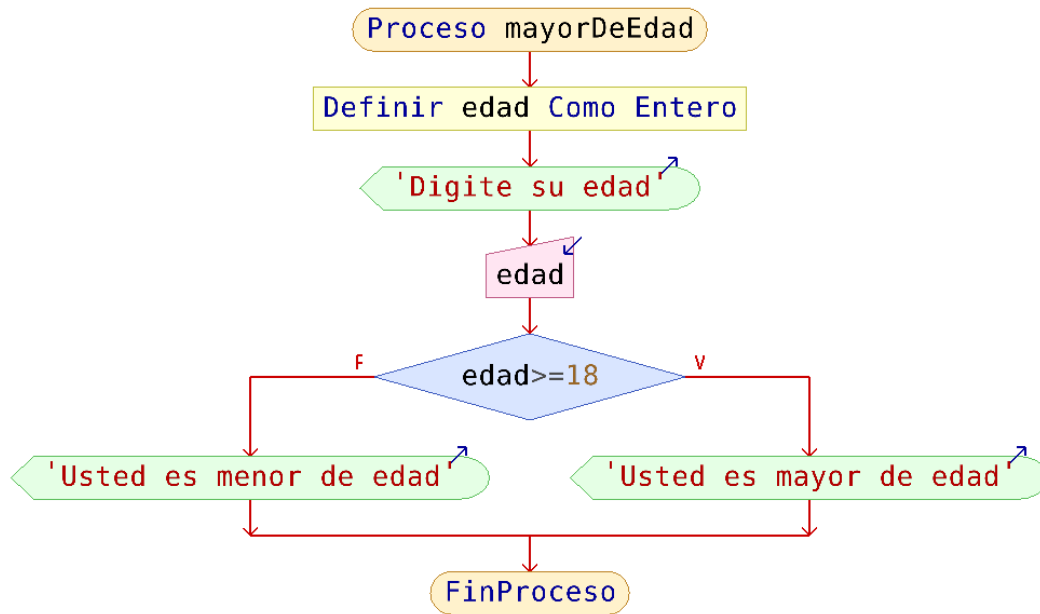 Proceso mayorDeEdad
Definir edad Como Entero
'Digite su edad'
edad
F
edad>=18
V
'Usted es menor de edad'
'Usted es mayor de edad'
FinProceso